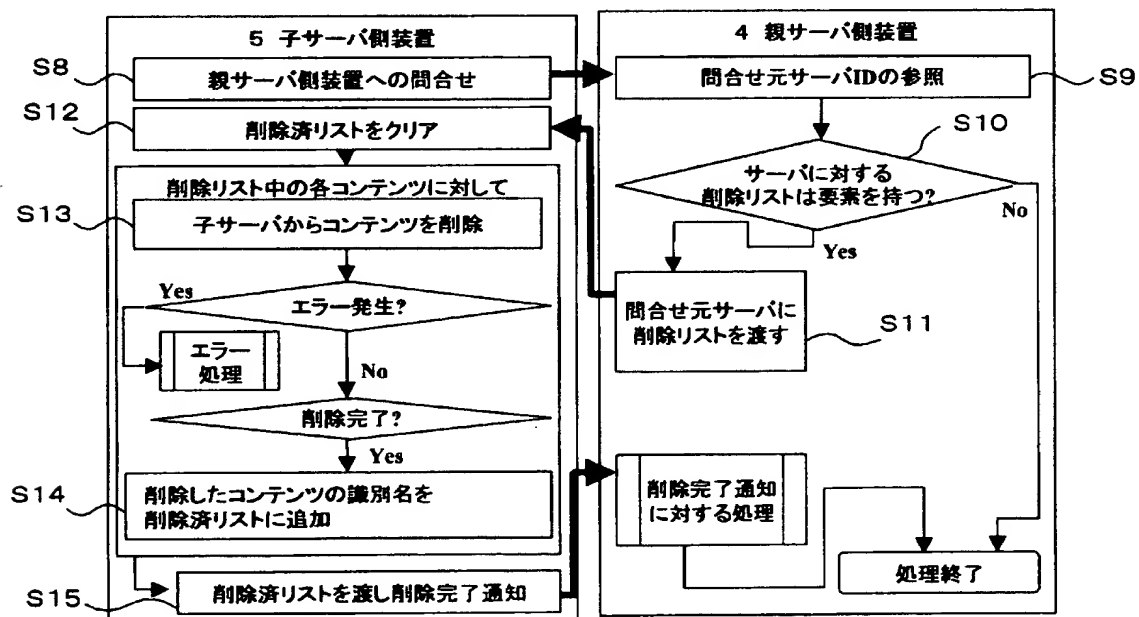 5 子サーバ側装置
S8
親サーバ側装置への問合せ
S12
削除済リストをクリア
削除リスト中の各コンテンツに対して
S13
子サーバからコンテンツを削除
Yes
エラー発生?
エラー
処理
No
削除完了?
Yes
S14
削除したコンテンツの識別名を
削除済リストに追加
S15
削除済リストを渡し削除完了通知
4 親サーバ側装置
問合せ元サーバIDの参照
S9
S10
サーバに対する
削除リストは要素を持つ?
No
Yes
問合せ元サーバに
削除リストを渡す
S11
削除完了通知
に対する処理
処理終了